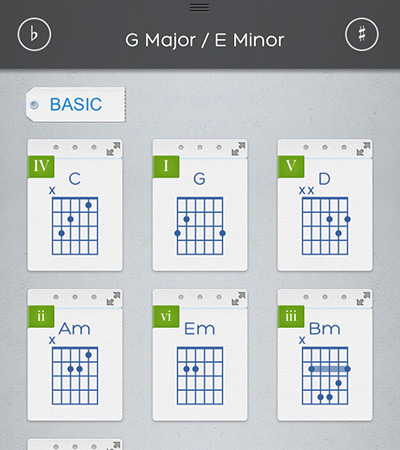 ♭ G Major / E Minor ♯
BASIC
IV I V
C G D
x xx
ii vi iii
Am Em Bm
x x